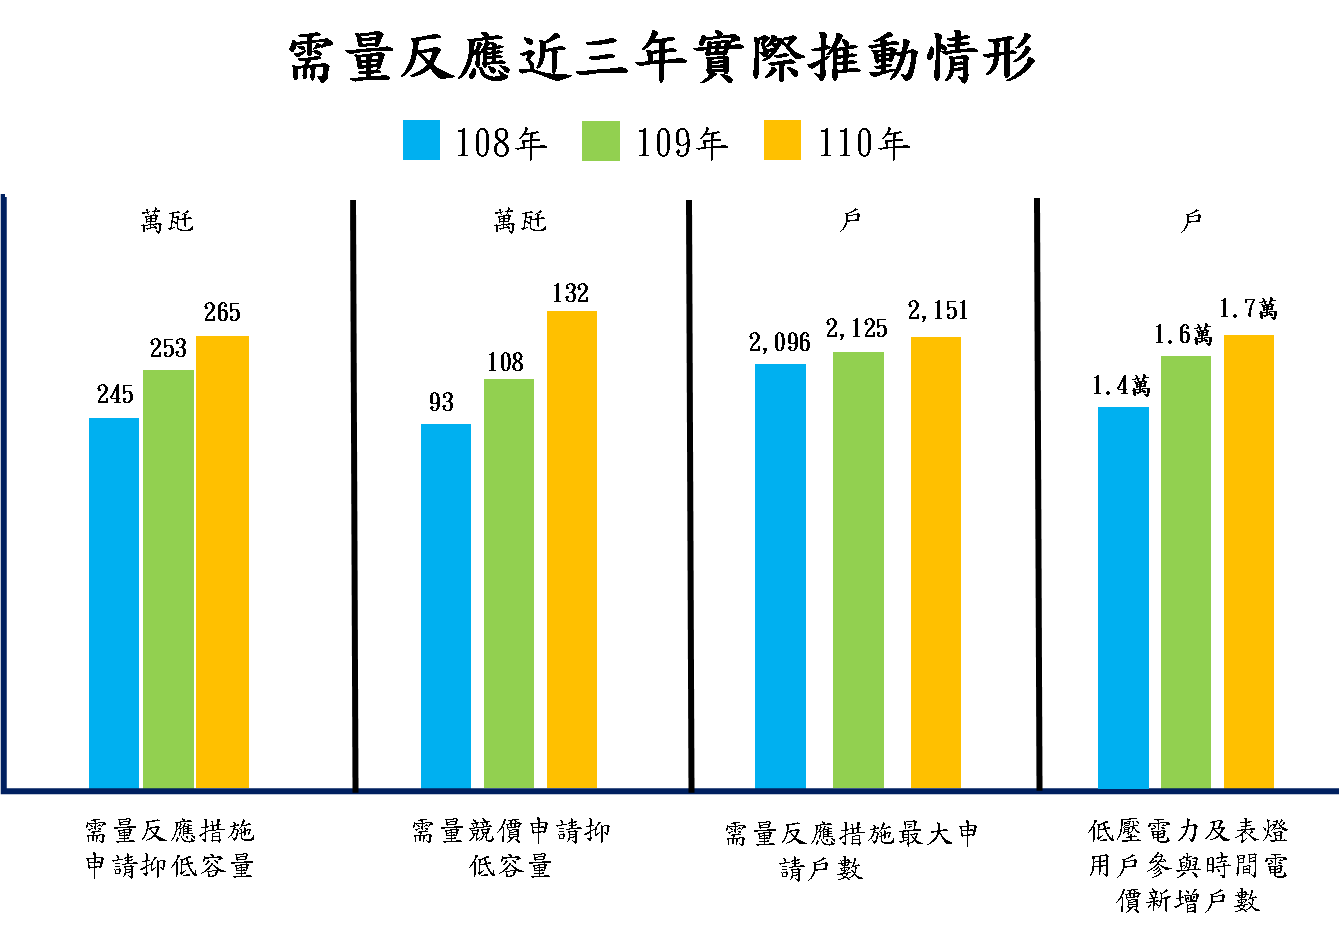 需量反應近三年實際推動情形
108年 109年 110年
萬瓩
265
253
245
需量反應措施
申請抑低容量
萬瓩
132
108
93
需量競價申請抑
低容量
戶
2,151
2,125
2,096
需量反應措施最大申
請戶數
戶
1.7萬
1.6萬
1.4萬
低壓電力及表燈
用戶參與時間電
價新增戶數